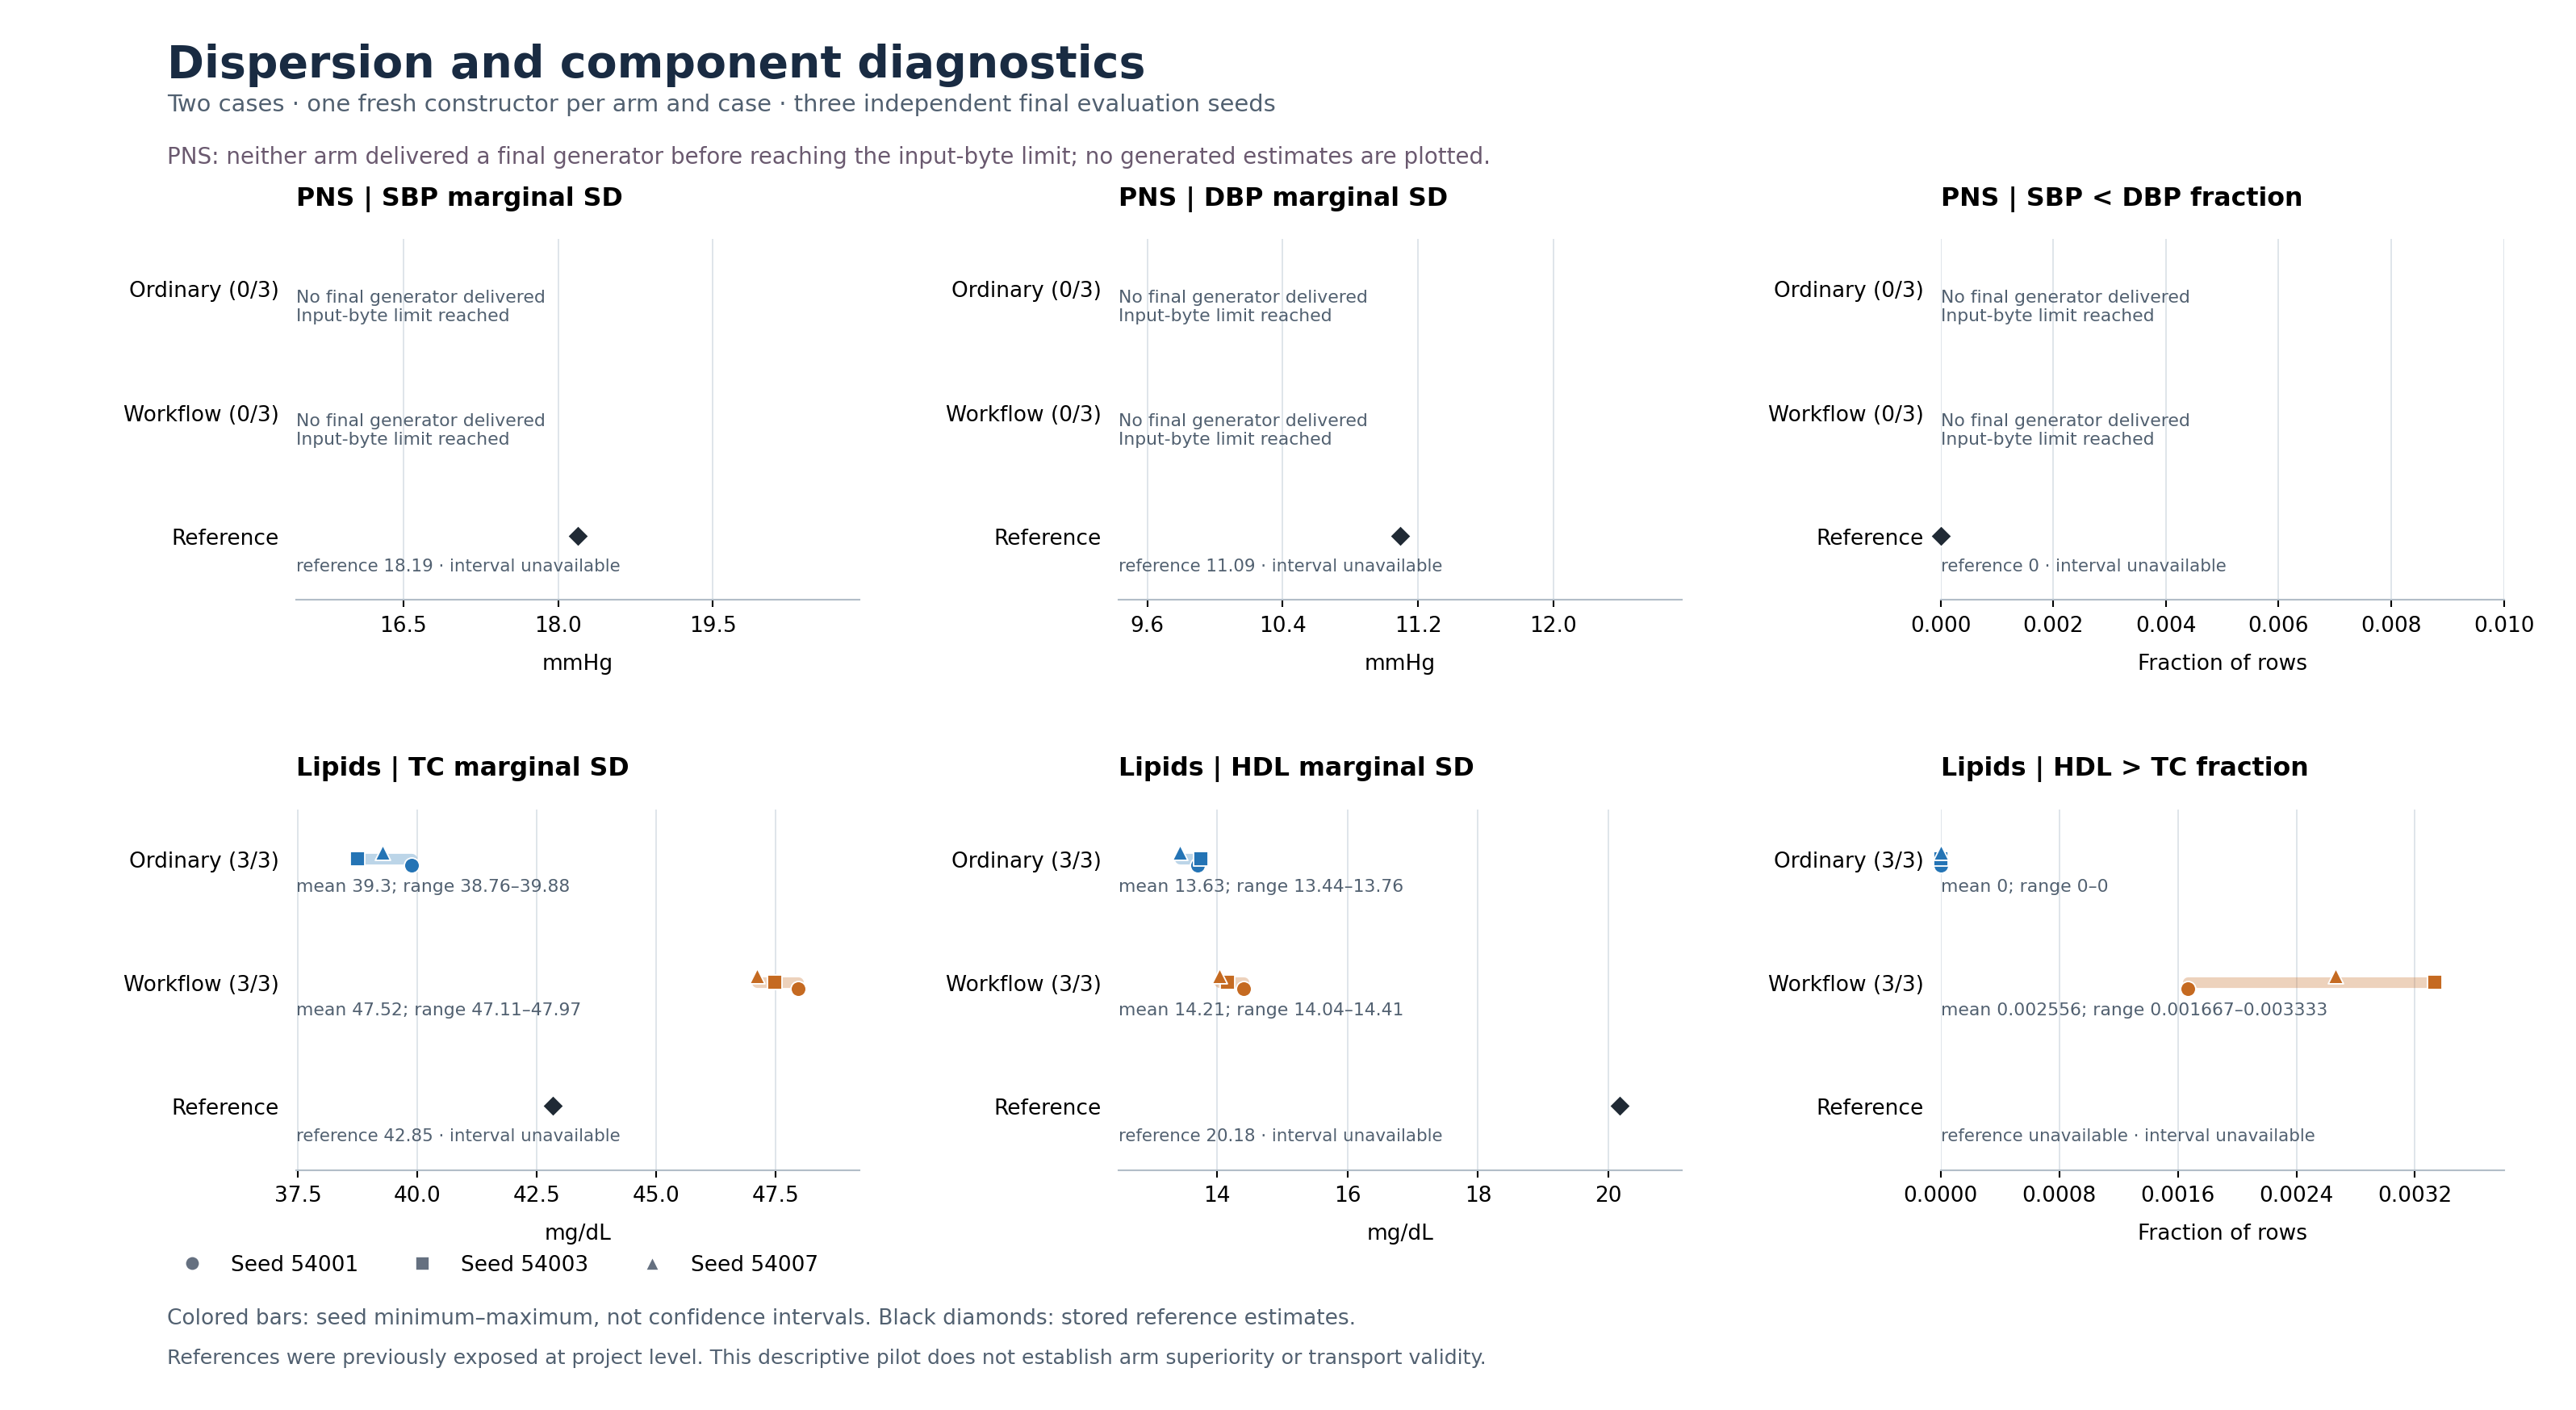 Dispersion and component diagnostics
Two cases · one fresh constructor per arm and case · three independent final evaluation seeds
PNS: neither arm delivered a final generator before reaching the input-byte limit; no generated estimates are plotted.
PNS | SBP marginal SD
Ordinary (0/3)
No final generator delivered
Input-byte limit reached
Workflow (0/3)
No final generator delivered
Input-byte limit reached
Reference
reference 18.19 · interval unavailable
16.5 18.0 19.5
mmHg
PNS | DBP marginal SD
Ordinary (0/3)
No final generator delivered
Input-byte limit reached
Workflow (0/3)
No final generator delivered
Input-byte limit reached
Reference
reference 11.09 · interval unavailable
9.6 10.4 11.2 12.0
mmHg
PNS | SBP < DBP fraction
Ordinary (0/3)
No final generator delivered
Input-byte limit reached
Workflow (0/3)
No final generator delivered
Input-byte limit reached
Reference
reference 0 · interval unavailable
0.000 0.002 0.004 0.006 0.008 0.010
Fraction of rows
Lipids | TC marginal SD
Ordinary (3/3)
mean 39.3; range 38.76–39.88
Workflow (3/3)
mean 47.52; range 47.11–47.97
Reference
reference 42.85 · interval unavailable
37.5 40.0 42.5 45.0 47.5
mg/dL
Lipids | HDL marginal SD
Ordinary (3/3)
mean 13.63; range 13.44–13.76
Workflow (3/3)
mean 14.21; range 14.04–14.41
Reference
reference 20.18 · interval unavailable
14 16 18 20
mg/dL
Lipids | HDL > TC fraction
Ordinary (3/3)
mean 0; range 0–0
Workflow (3/3)
mean 0.002556; range 0.001667–0.003333
Reference
reference unavailable · interval unavailable
0.0000 0.0008 0.0016 0.0024 0.0032
Fraction of rows
Seed 54001 Seed 54003 Seed 54007
Colored bars: seed minimum–maximum, not confidence intervals. Black diamonds: stored reference estimates.
References were previously exposed at project level. This descriptive pilot does not establish arm superiority or transport validity.